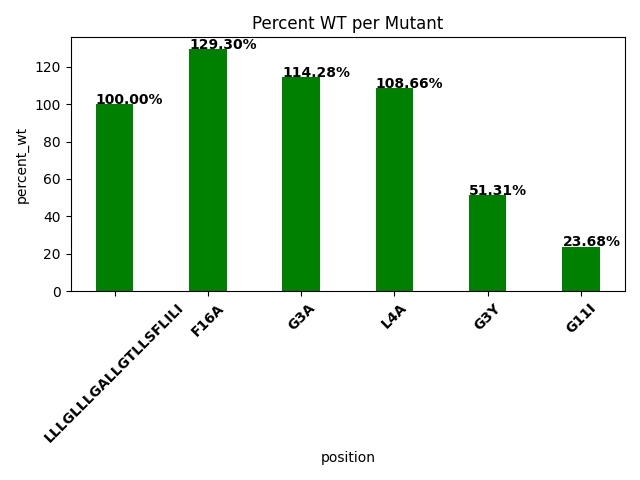 Percent WT per Mutant
percent_wt
120
100
80
60
40
20
0
100.00%
129.30%
114.28%
108.66%
51.31%
23.68%
LLLGLLLGALLGTLLSFLILI
F16A
G3A
L4A
G3Y
G11I
position